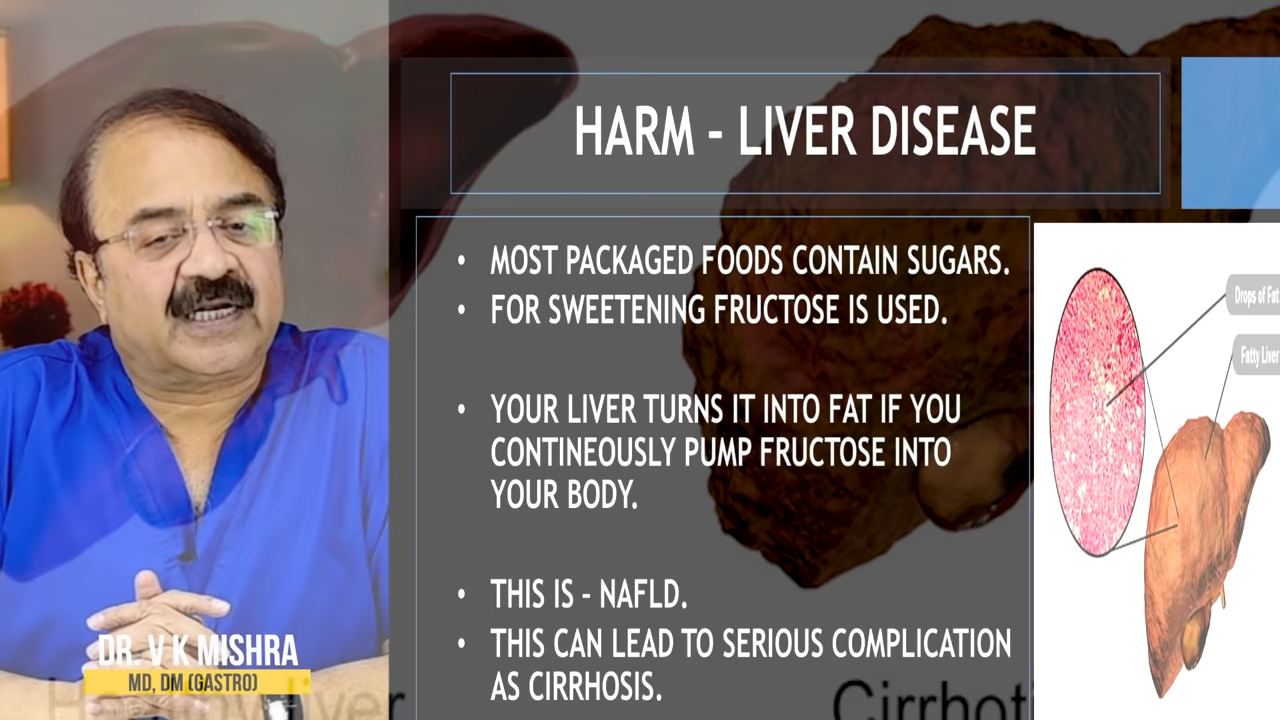 HARM - LIVER DISEASE
• MOST PACKAGED FOODS CONTAIN SUGARS.
• FOR SWEETENING FRUCTOSE IS USED.
• YOUR LIVER TURNS IT INTO FAT IF YOU
CONTINEOUSLY PUMP FRUCTOSE INTO
YOUR BODY.
• THIS IS - NAFLD.
• THIS CAN LEAD TO SERIOUS COMPLICATION
AS CIRRHOSIS.
Drops of Fat
Fatty Liver
DR. V K MISHRA
MD, DM (GASTRO)